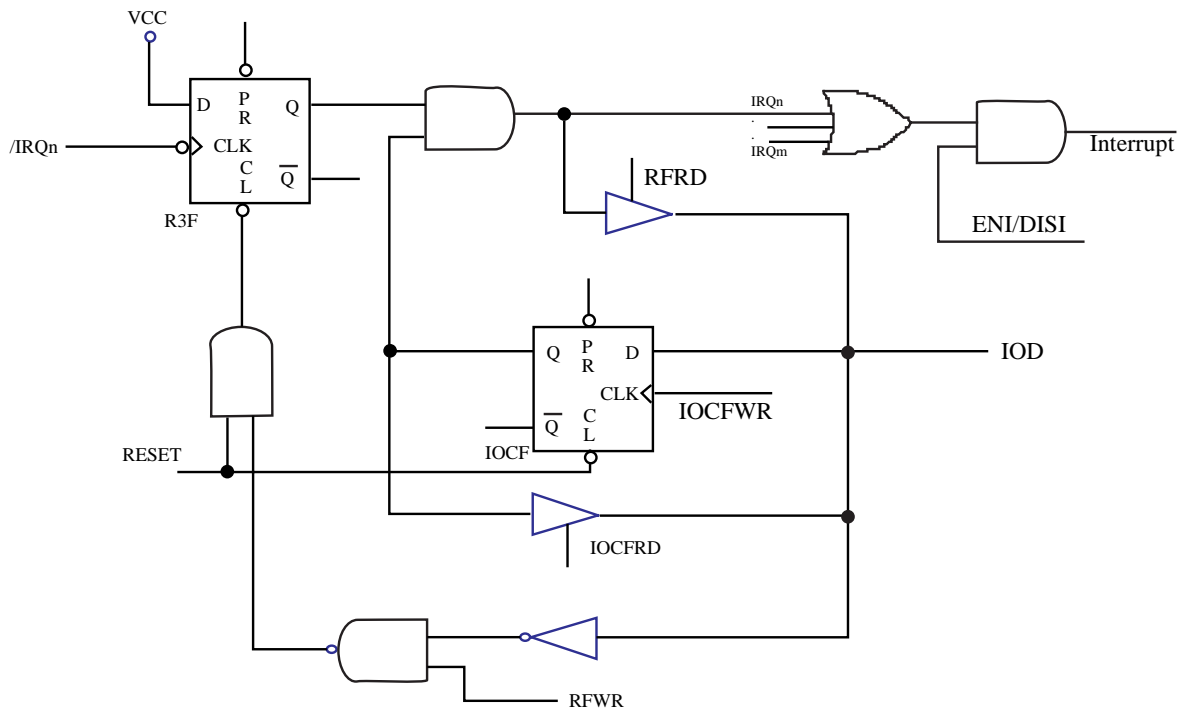 VCC
D
P
R
Q
/IRQn
CLK
C
L
Q
R3F
IRQn
.
.
IRQm
Interrupt
RFRD
ENI/DISI
Q
P
R
D
IOD
CLK
IOCFWR
Q
C
L
IOCF
RESET
IOCFRD
RFWR